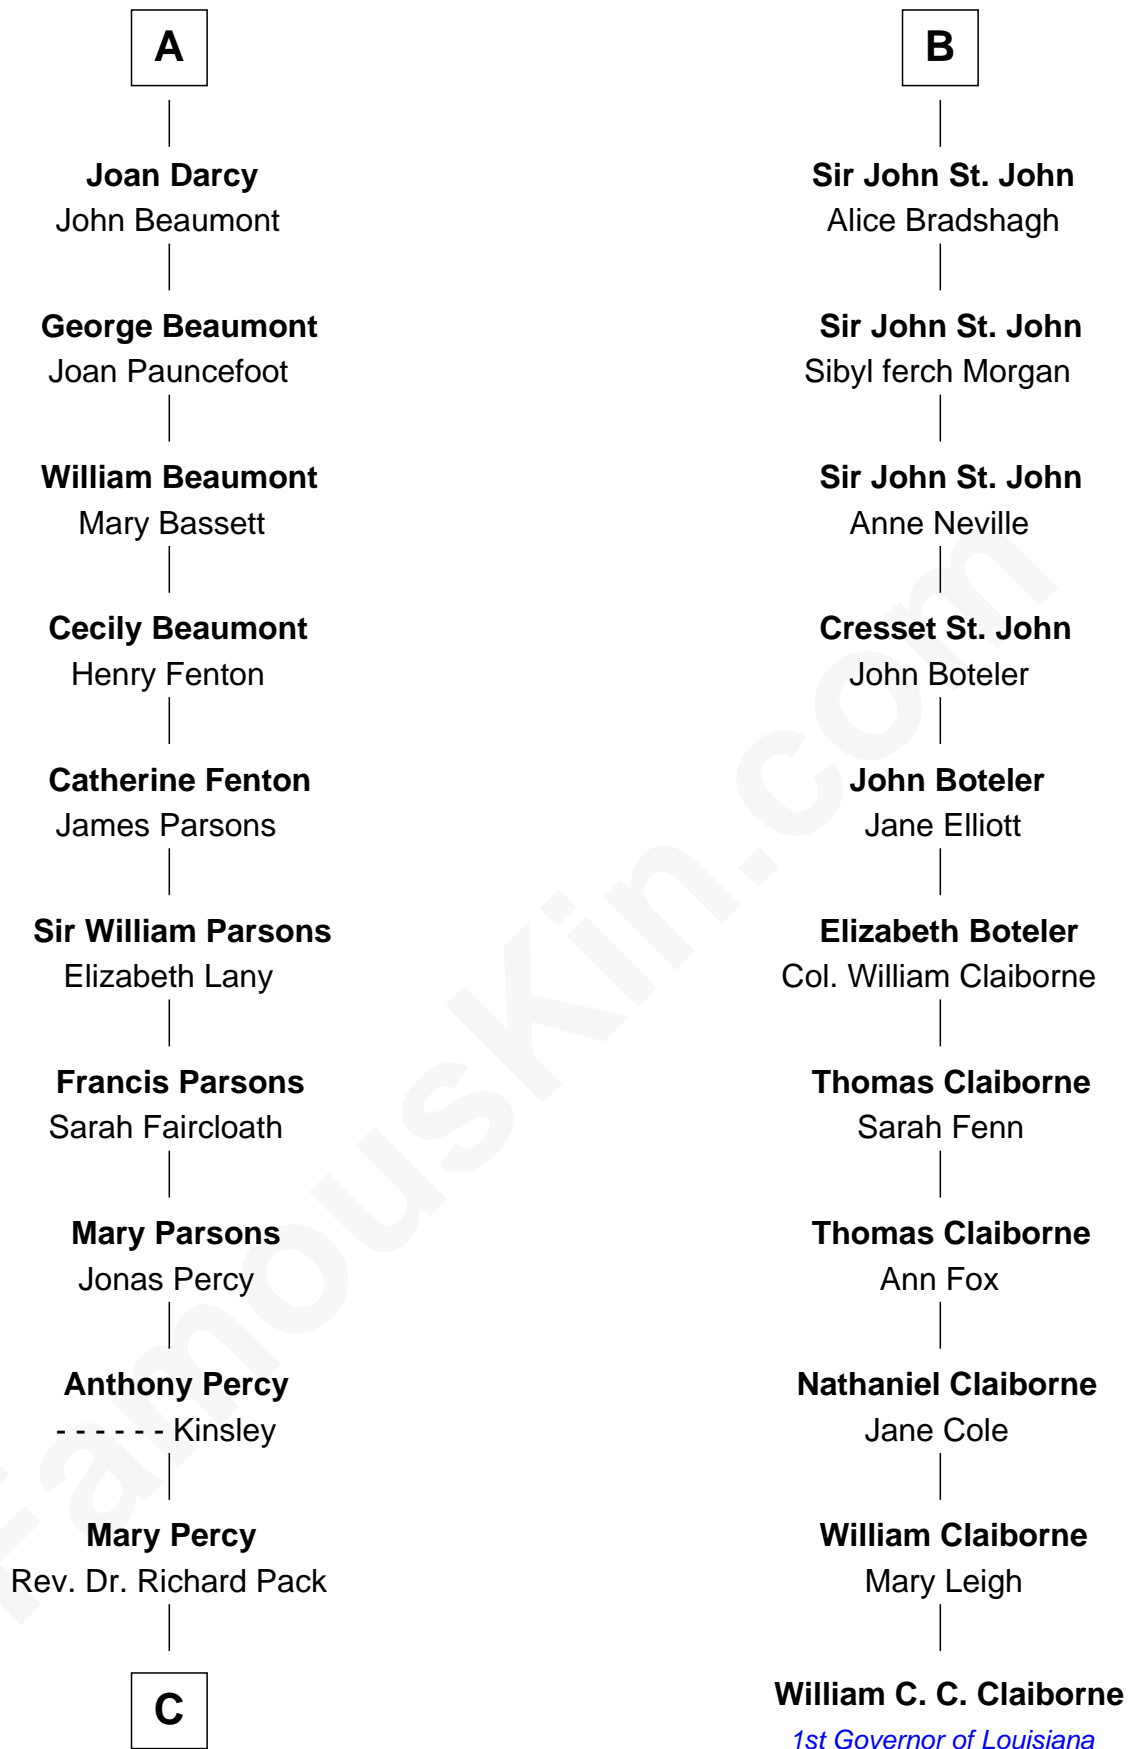 A
Joan Darcy
John Beaumont
George Beaumont
Joan Pauncefoot
William Beaumont
Mary Bassett
Cecily Beaumont
Henry Fenton
Catherine Fenton
James Parsons
Sir William Parsons
Elizabeth Lany
Francis Parsons
Sarah Faircloath
Mary Parsons
Jonas Percy
Anthony Percy
- - - - - - Kinsley
Mary Percy
Rev. Dr. Richard Pack
C
B
Sir John St. John
Alice Bradshagh
Sir John St. John
Sibyl ferch Morgan
Sir John St. John
Anne Neville
Cresset St. John
John Boteler
John Boteler
Jane Elliott
Elizabeth Boteler
Col. William Claiborne
Thomas Claiborne
Sarah Fenn
Thomas Claiborne
Ann Fox
Nathaniel Claiborne
Jane Cole
William Claiborne
Mary Leigh
William C. C. Claiborne
1st Governor of Louisiana
FamousKin.com